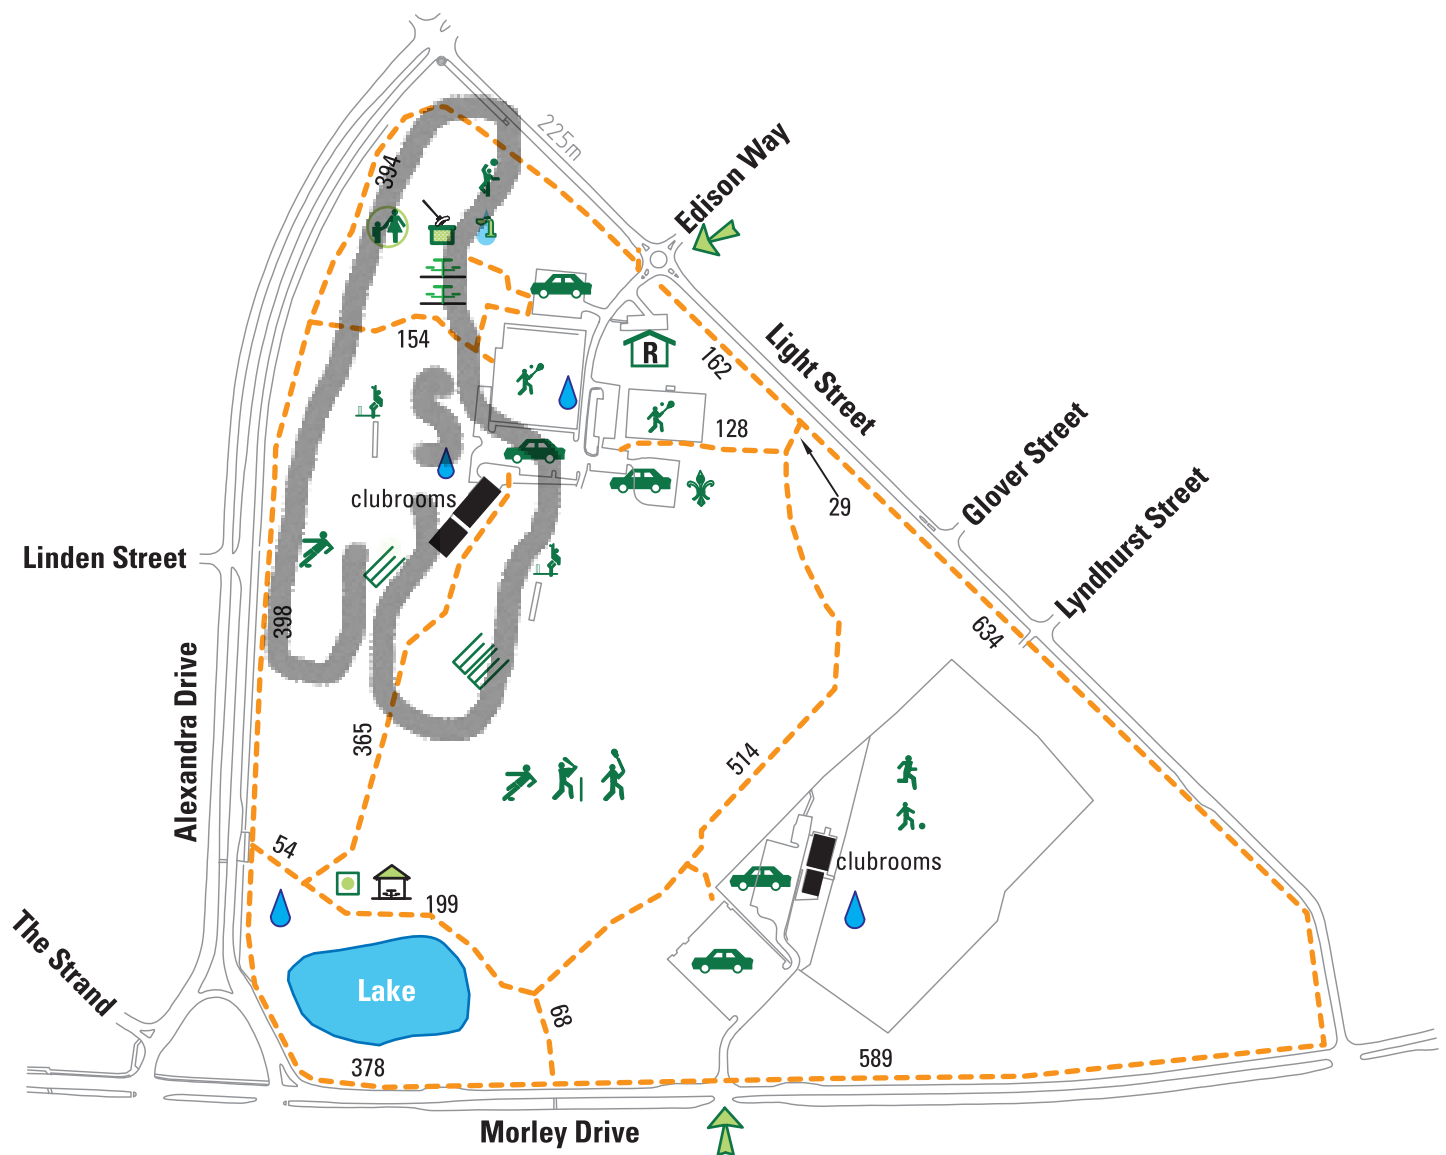 225m
Edison Way
394
154
R
162
Light Street
128
29
Glover Street
Lyndhurst Street
clubrooms
Linden Street
398
634
Alexandra Drive
365
514
54
clubrooms
199
The Strand
Lake
68
378
589
Morley Drive